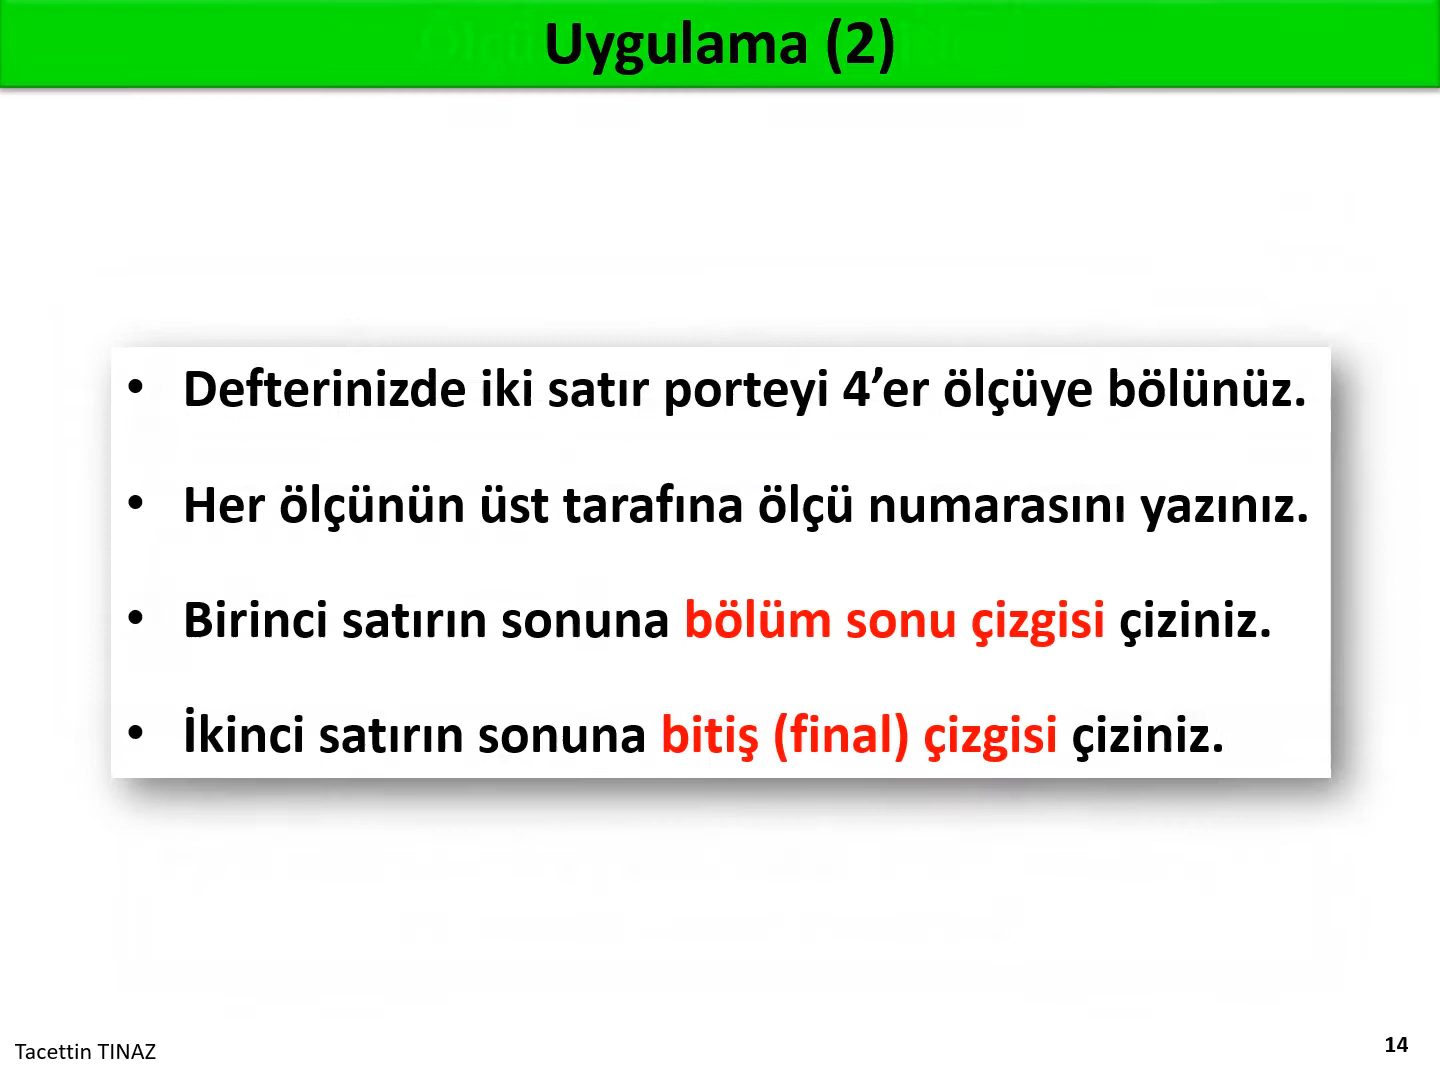 Uygulama (2)
• Defterinizde iki satır porteyi 4’er ölçüye bölünüz.
• Her ölçünün üst tarafına ölçü numarasını yazınız.
• Birinci satırın sonuna bölüm sonu çizgisi çiziniz.
• İkinci satırın sonuna bitiş (final) çizgisi çiziniz.
Tacettin TINAZ
14